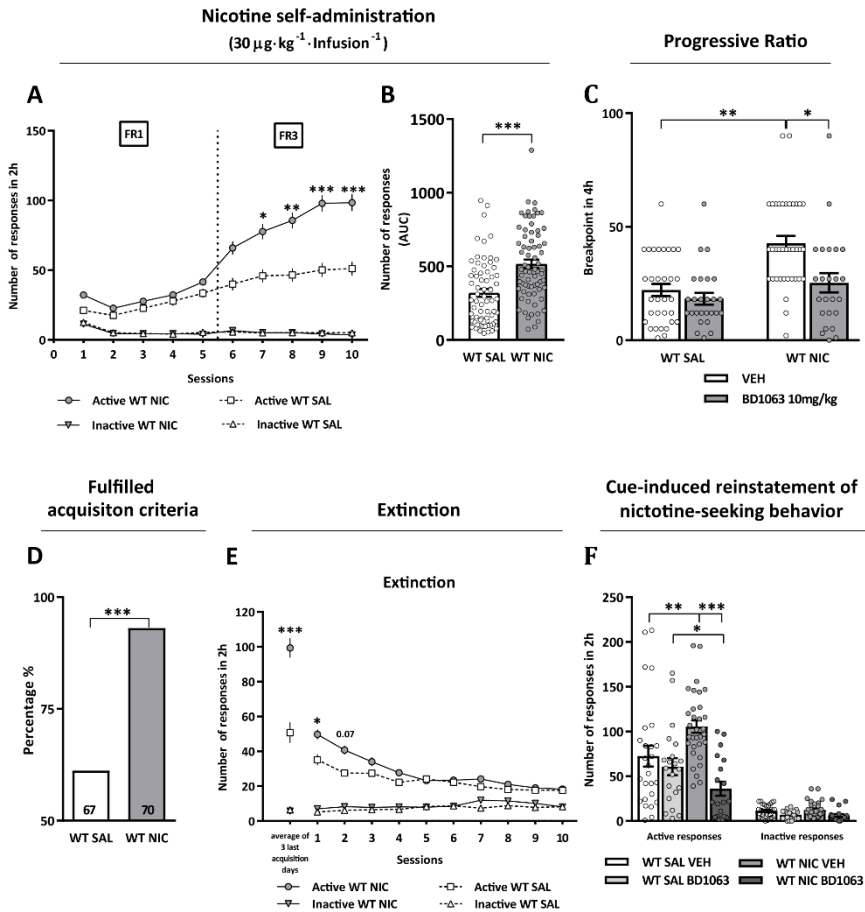 Nicotine self-administration
(30 μg·kg⁻¹·Infusion⁻¹)
Progressive Ratio
A
Number of responses in 2h
150
100
50
0
FR1
FR3
*
**
***
***
0
1
2
3
4
5
6
7
8
9
10
Sessions
Active WT NIC
Active WT SAL
Inactive WT NIC
Inactive WT SAL
B
Number of responses
(AUC)
1500
1000
500
0
***
WT SAL
WT NIC
C
Breakpoint in 4h
100
50
0
**
*
WT SAL
WT NIC
VEH
BD1063 10mg/kg
Fulfilled
acquisiton criteria
Extinction
Cue-induced reinstatement of
nictotine-seeking behavior
D
Percentage %
100
75
50
***
67
70
WT SAL
WT NIC
E
Extinction
Number of responses in 2h
120
100
80
60
40
20
0
***
*
0.07
average of
3 last
acquisition
days
1
2
3
4
5
6
7
8
9
10
Sessions
Active WT NIC
Active WT SAL
Inactive WT NIC
Inactive WT SAL
F
Number of responses in 2h
250
200
150
100
50
0
**
***
*
Active responses
Inactive responses
WT SAL VEH
WT NIC VEH
WT SAL BD1063
WT NIC BD1063